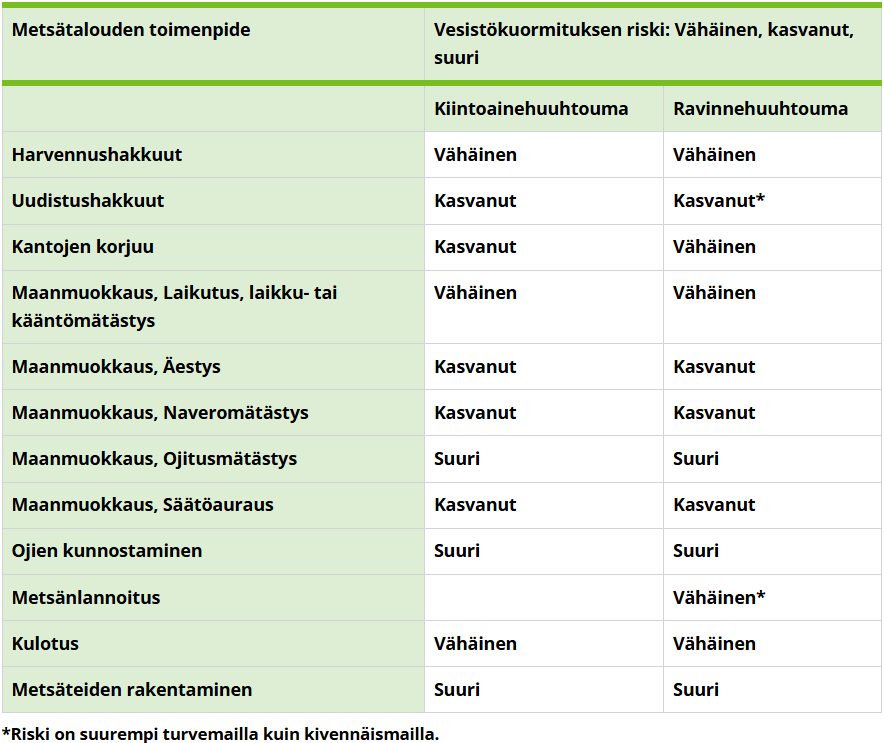 Metsätalouden toimenpide
Vesistökuormituksen riski: Vähäinen, kasvanut,
suuri
Kiintoainehuuhtouma Ravinnehuuhtouma
Harvennushakkuut Vähäinen Vähäinen
Uudistushakkuut Kasvanut Kasvanut*
Kantojen korjuu Kasvanut Vähäinen
Maanmuokkaus, Laikutus, laikku- tai Vähäinen Vähäinen
kääntömätästys
Maanmuokkaus, Äestys Kasvanut Kasvanut
Maanmuokkaus, Naveromätästys Kasvanut Kasvanut
Maanmuokkaus, Ojitusmätästys Suuri Suuri
Maanmuokkaus, Säätöauraus Kasvanut Kasvanut
Ojien kunnostaminen Suuri Suuri
Metsänlannoitus Vähäinen*
Kulotus Vähäinen Vähäinen
Metsäteiden rakentaminen Suuri Suuri
*Riski on suurempi turvemailla kuin kivennäismailla.